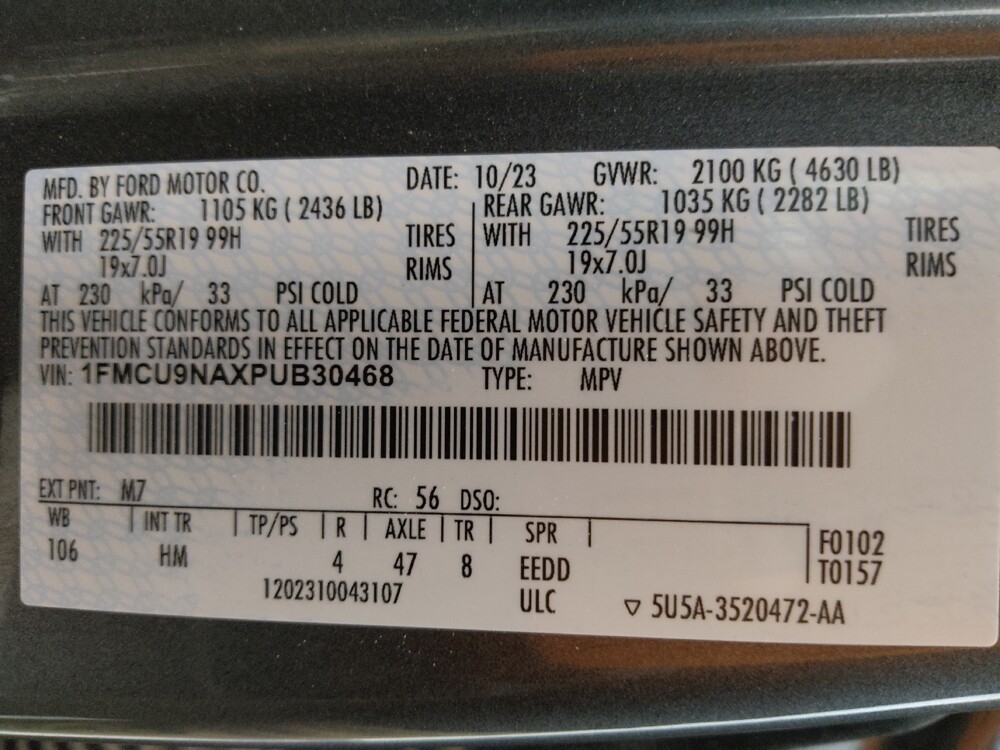 MFD. BY FORD MOTOR CO. DATE: 10/23 GVWR: 2100 KG ( 4630 LB)
FRONT GAWR: 1105 KG ( 2436 LB) REAR GAWR: 1035 KG ( 2282 LB)
WITH 225/55R19 99H TIRES WITH 225/55R19 99H TIRES
19x7.0J RIMS 19x7.0J RIMS
AT 230 kPa/ 33 PSI COLD AT 230 kPa/ 33 PSI COLD
THIS VEHICLE CONFORMS TO ALL APPLICABLE FEDERAL MOTOR VEHICLE SAFETY AND THEFT
PREVENTION STANDARDS IN EFFECT ON THE DATE OF MANUFACTURE SHOWN ABOVE.
VIN: 1FMCU9NAXPUB30468 TYPE: MPV
EXT PNT: M7 RC: 56 DSO:
WB INT TR TP/PS R AXLE TR SPR F0102
106 HM 4 47 8 EEDD T0157
1202310043107 ULC ▽ 5U5A-3520472-AA